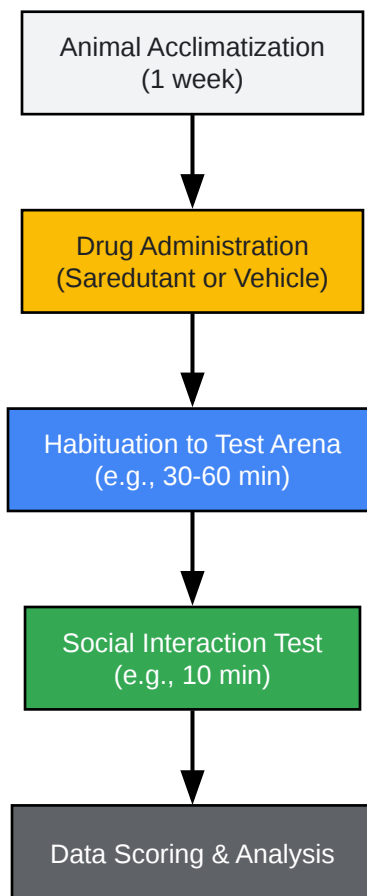 Animal Acclimatization
(1 week)
Drug Administration
(Saredutant or Vehicle)
Habituation to Test Arena
(e.g., 30-60 min)
Social Interaction Test
(e.g., 10 min)
Data Scoring & Analysis